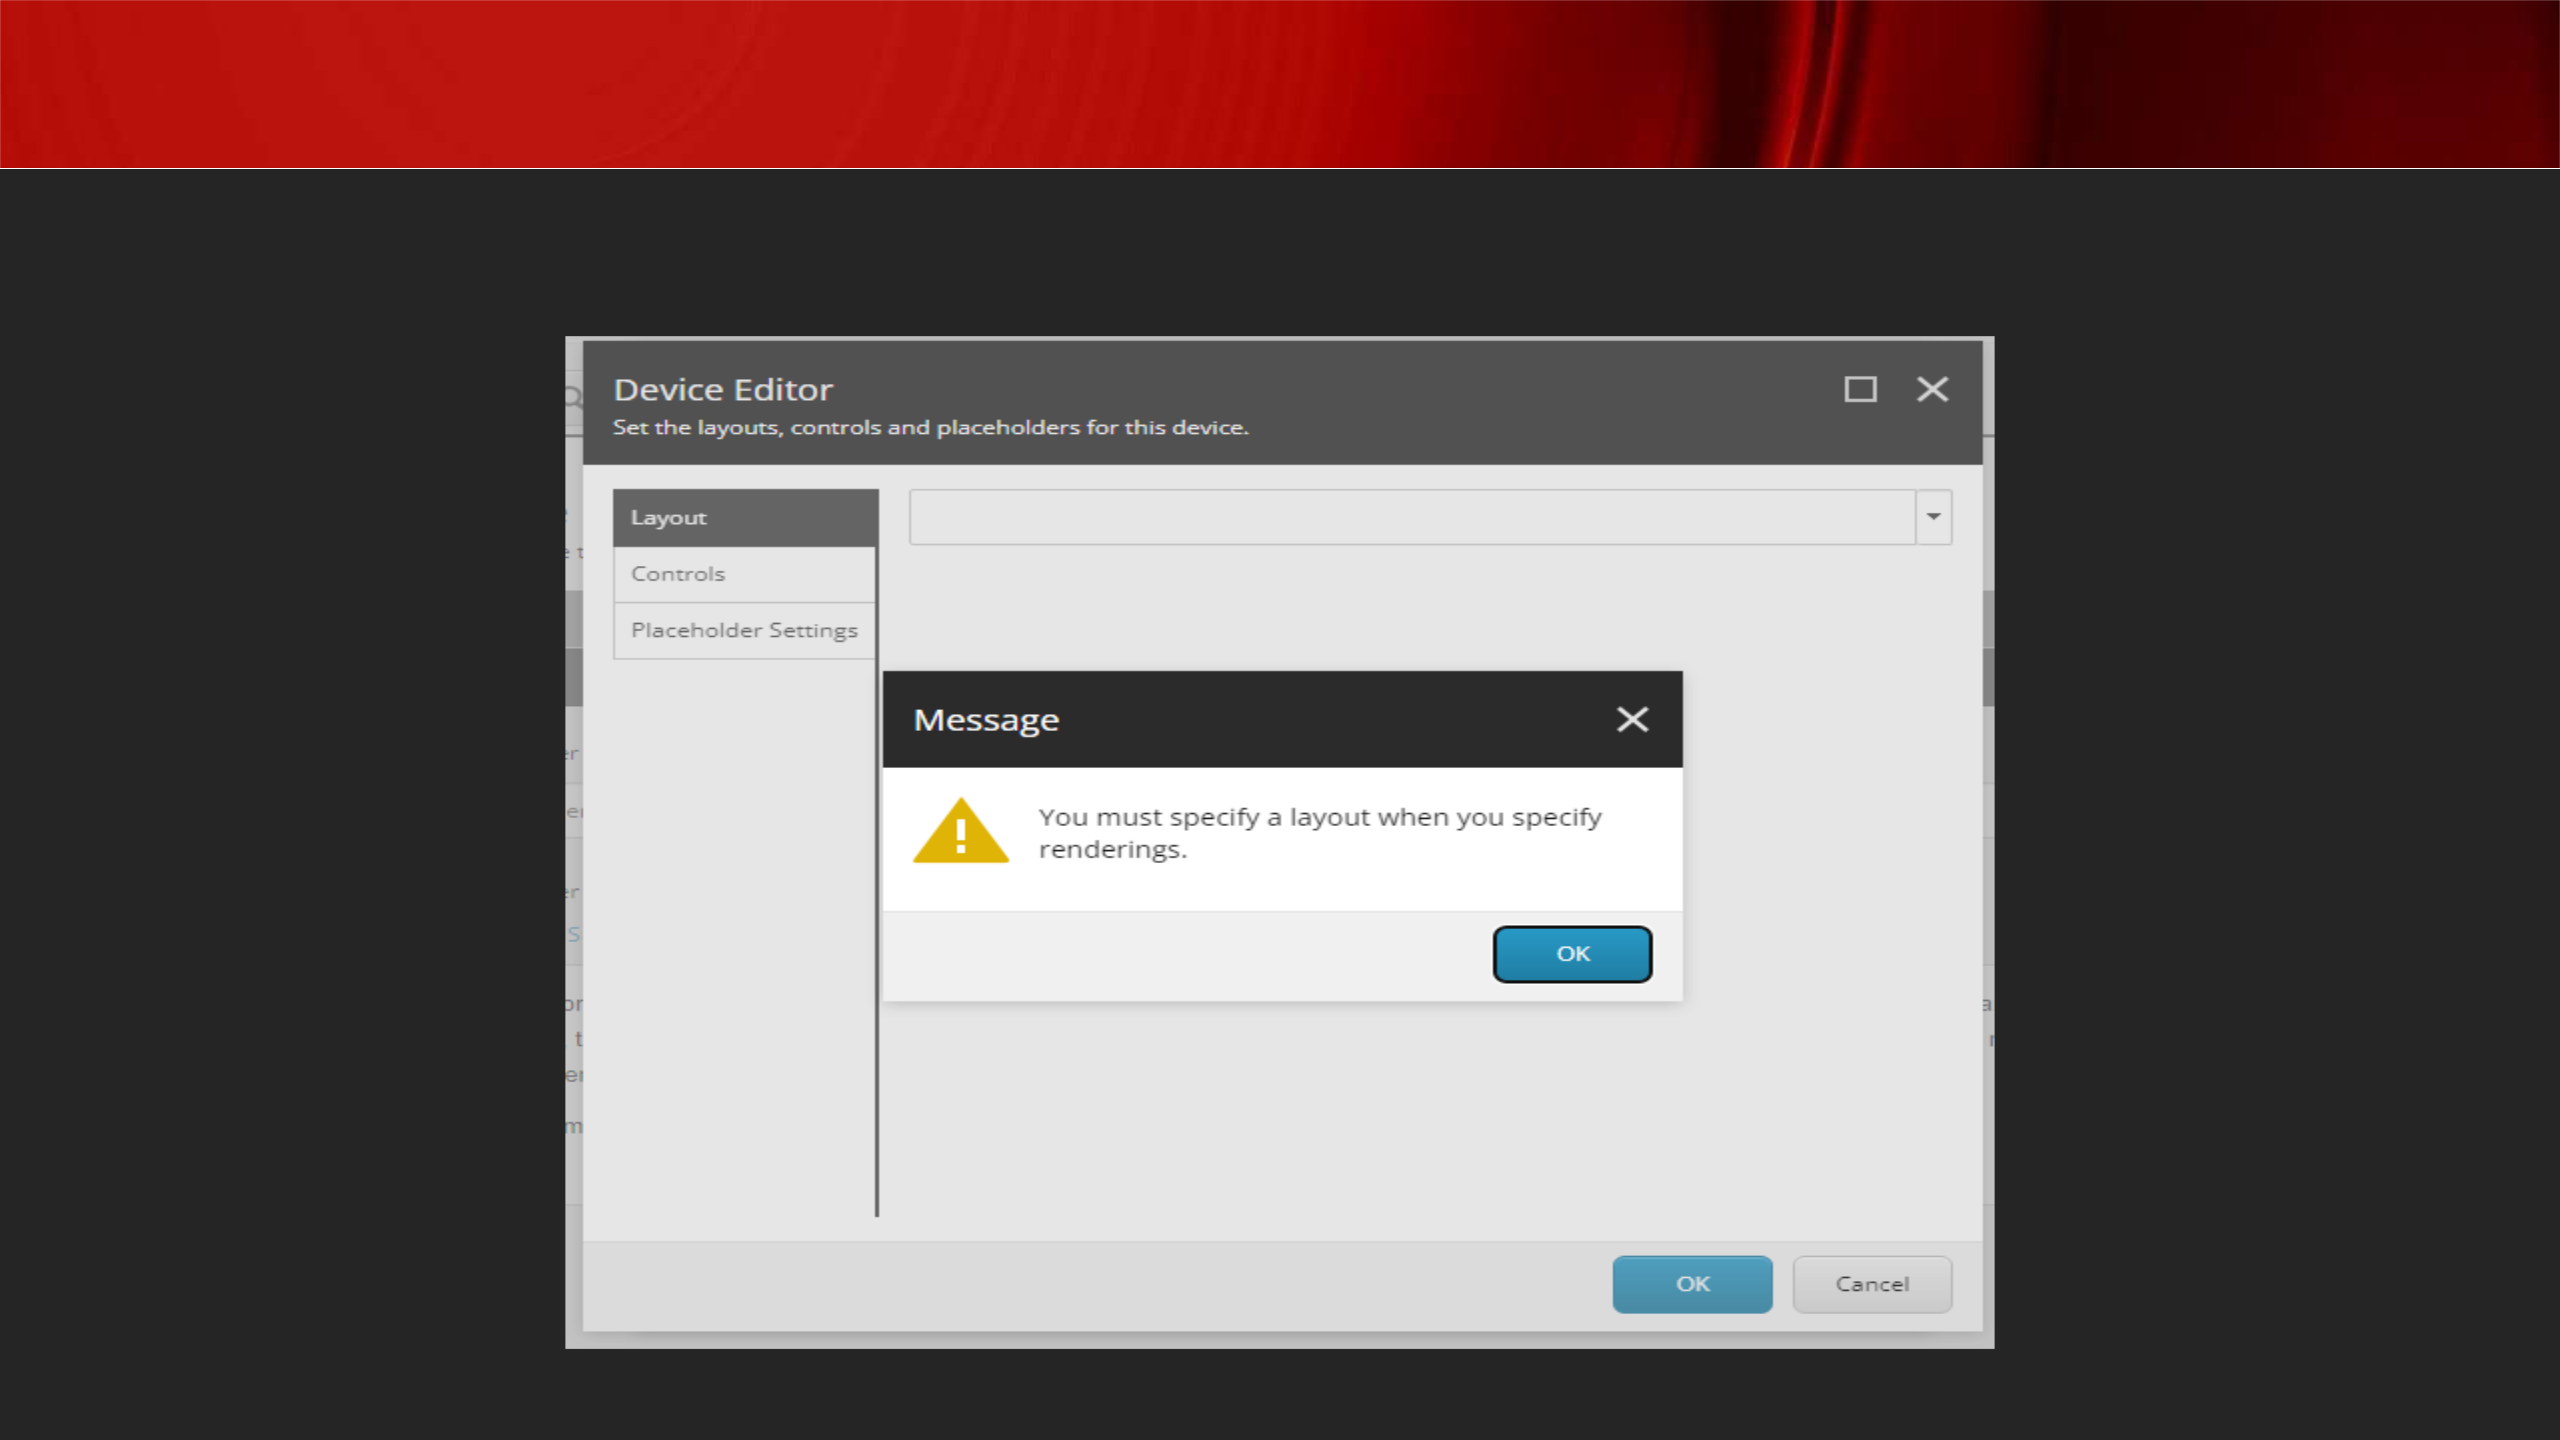 Device Editor
Set the layouts, controls and placeholders for this device.
Layout
Controls
Placeholder Settings
Message
You must specify a layout when you specify
renderings.
OK
OK
Cancel